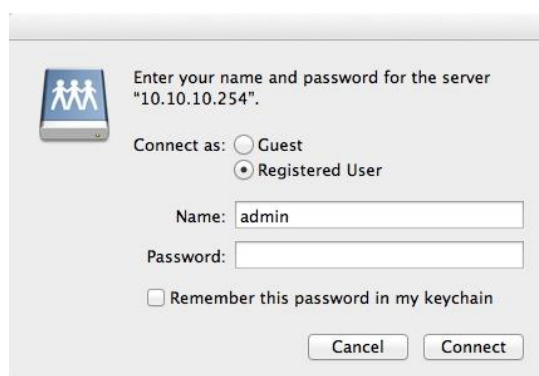 Enter your name and password for the server
“10.10.10.254”.
Connect as: Guest
Registered User
Name: admin
Password:
Remember this password in my keychain
Cancel Connect